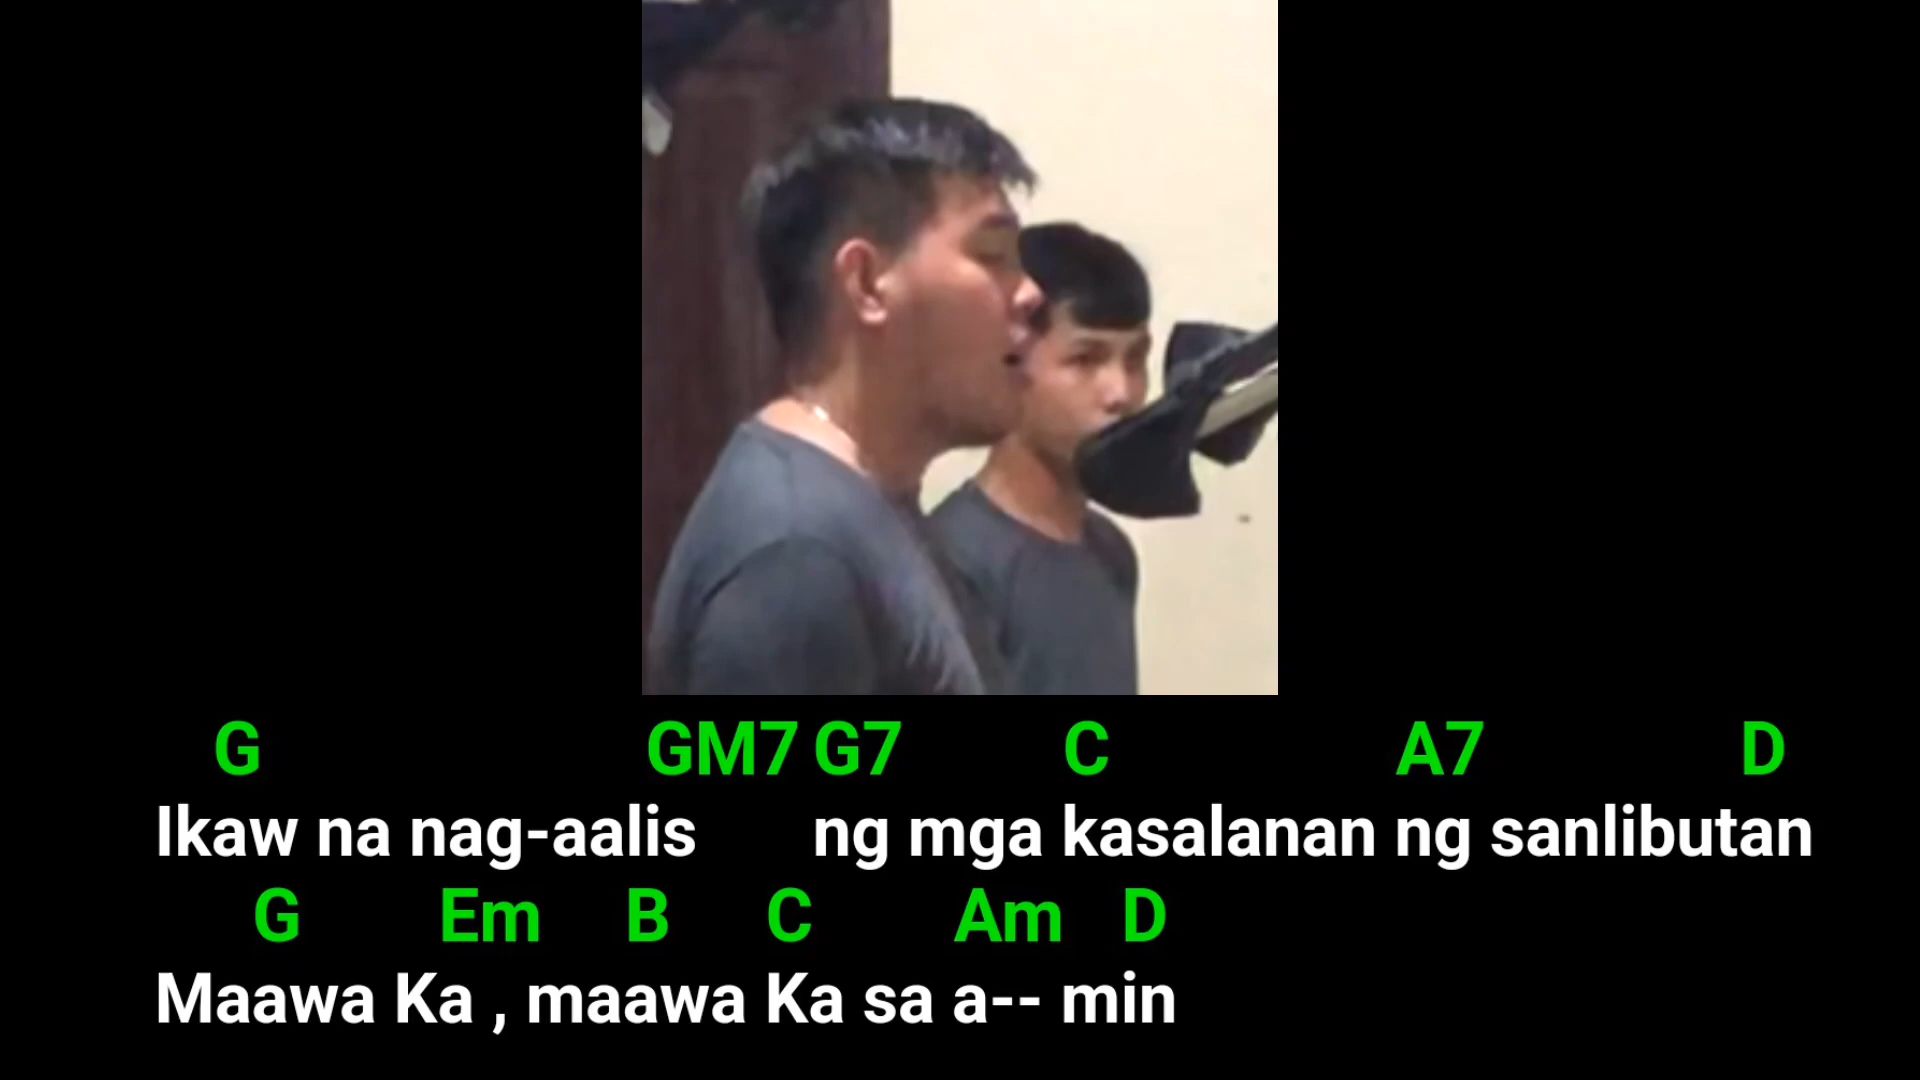 G GM7 G7 C A7 D
Ikaw na nag-aalis ng mga kasalanan ng sanlibutan
G Em B C Am D
Maawa Ka , maawa Ka sa a-- min